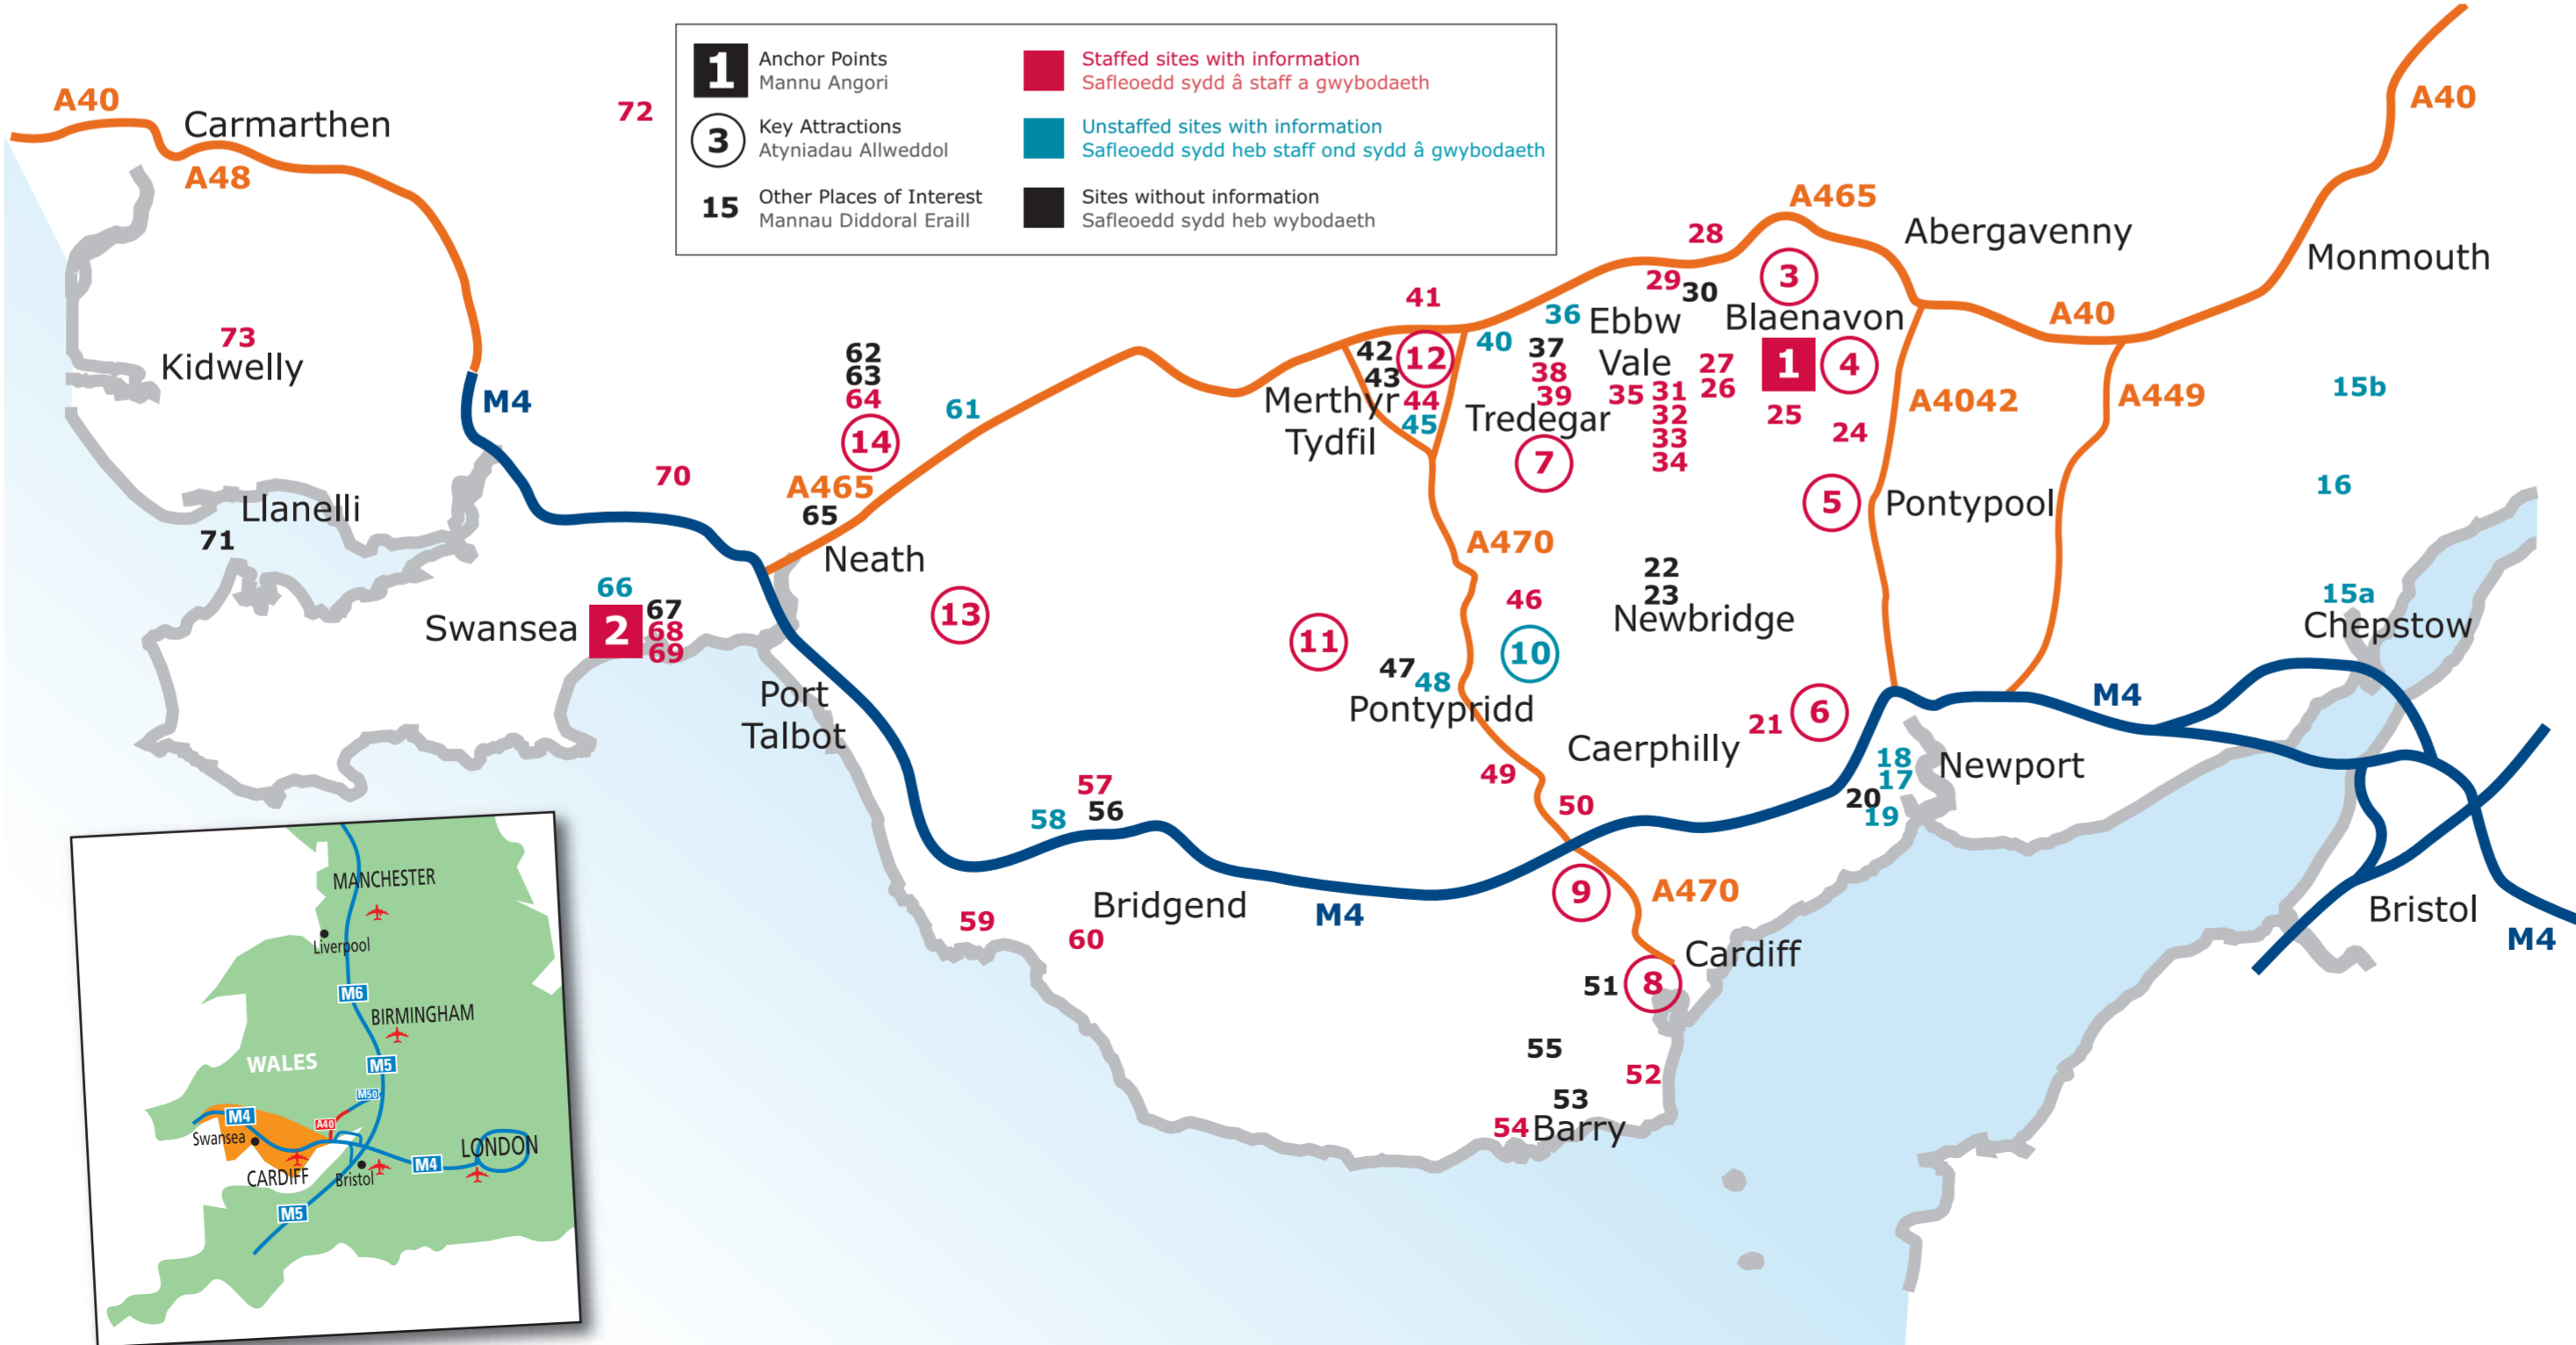 1
Anchor Points
Mannu Angori
3
Key Attractions
Atyniadau Allweddol
15
Other Places of Interest
Mannau Diddoral Eraill
Staffed sites with information
Safleoedd sydd â staff a gwybodaeth
Unstaffed sites with information
Safleoedd sydd heb staff ond sydd â gwybodaeth
Sites without information
Safleoedd sydd heb wybodaeth
A40
Carmarthen
A48
72
73
Kidwelly
M4
Llanelli
71
70
62
63
64
14
61
A465
65
Neath
66
Swansea
2
67
68
69
13
Port
Talbot
11
41
42
12
43
44
45
Merthyr
Tydfil
40
36
37
38
39
Tredegar
7
Ebbw
Vale
28
29
30
A465
3
Blaenavon
1
4
27
26
35
31
32
33
34
25
24
5
Pontypool
Abergavenny
A40
A40
Monmouth
A4042
A449
15b
16
15a
Chepstow
A470
46
10
47
48
Pontypridd
22
23
Newbridge
21
6
Caerphilly
49
50
M4
18
17
20
19
Newport
57
56
58
59
60
Bridgend
M4
9
A470
Cardiff
51
8
55
52
53
54
Barry
Bristol
M4
MANCHESTER
Liverpool
M6
BIRMINGHAM
WALES
M5
M50
M4
A40
Swansea
LONDON
CARDIFF
Bristol
M4
M5